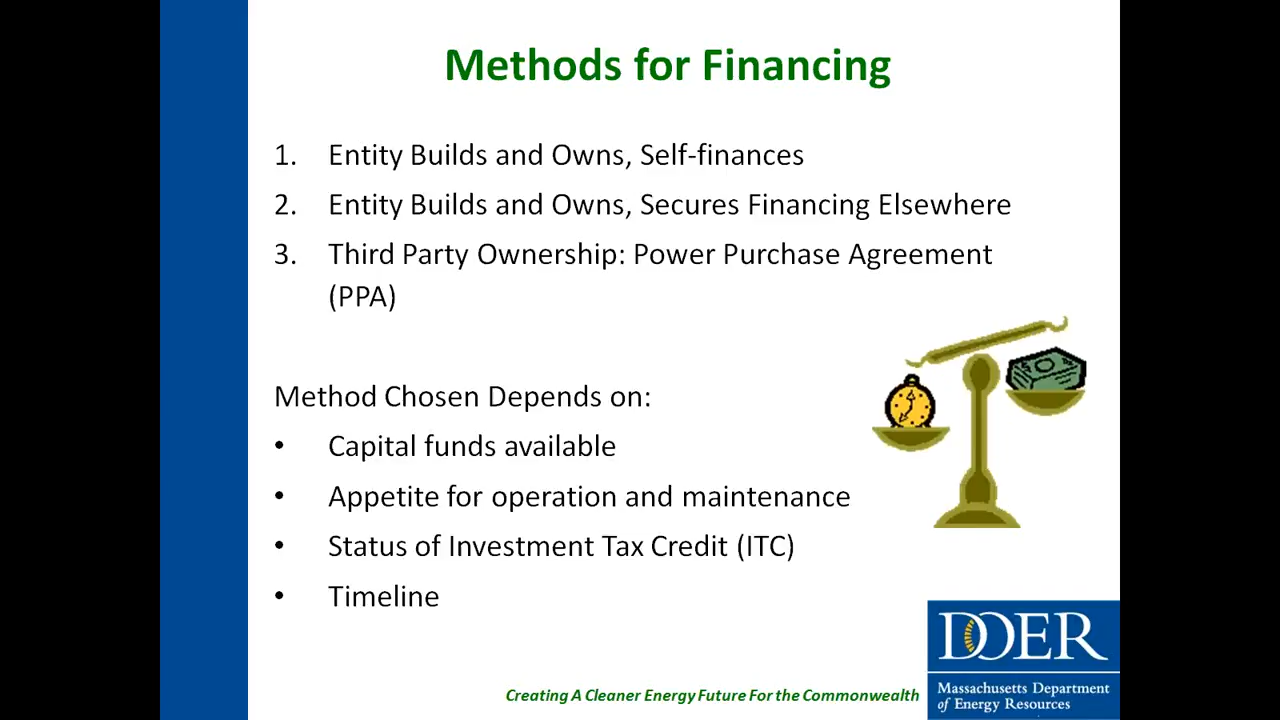 Methods for Financing
1. Entity Builds and Owns, Self-finances
2. Entity Builds and Owns, Secures Financing Elsewhere
3. Third Party Ownership: Power Purchase Agreement
(PPA)
Method Chosen Depends on:
• Capital funds available
• Appetite for operation and maintenance
• Status of Investment Tax Credit (ITC)
• Timeline
DOER
Massachusetts Department
of Energy Resources
Creating A Cleaner Energy Future For the Commonwealth